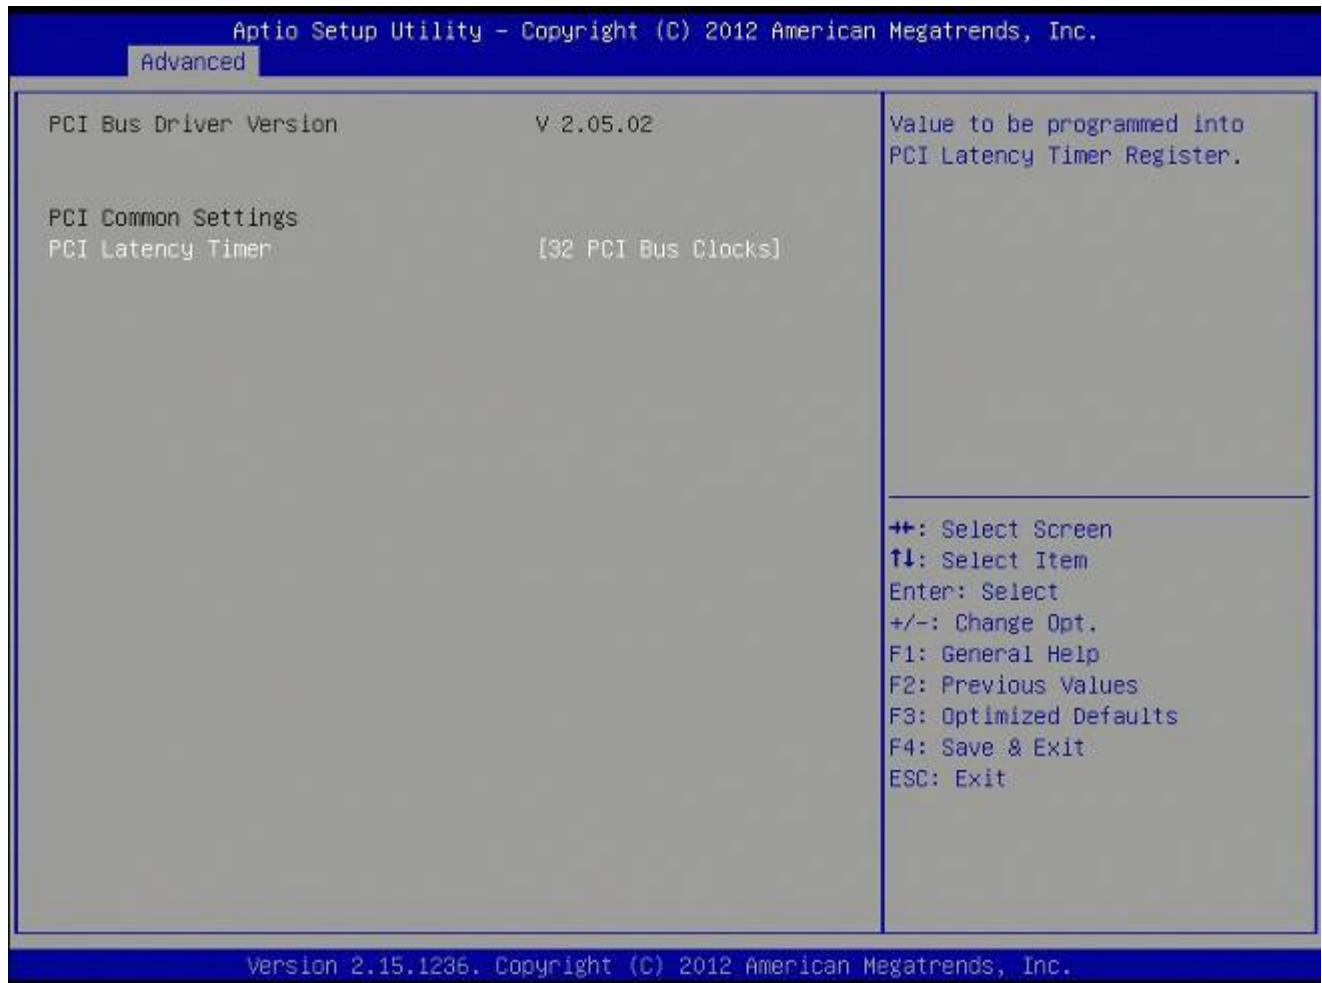 Aptio Setup Utility – Copyright (C) 2012 American Megatrends, Inc.
Advanced
PCI Bus Driver Version V 2.05.02
PCI Common Settings
PCI Latency Timer [32 PCI Bus Clocks]
Value to be programmed into
PCI Latency Timer Register.
→←: Select Screen
↑↓: Select Item
Enter: Select
+/-: Change Opt.
F1: General Help
F2: Previous Values
F3: Optimized Defaults
F4: Save & Exit
ESC: Exit
Version 2.15.1236. Copyright (C) 2012 American Megatrends, Inc.